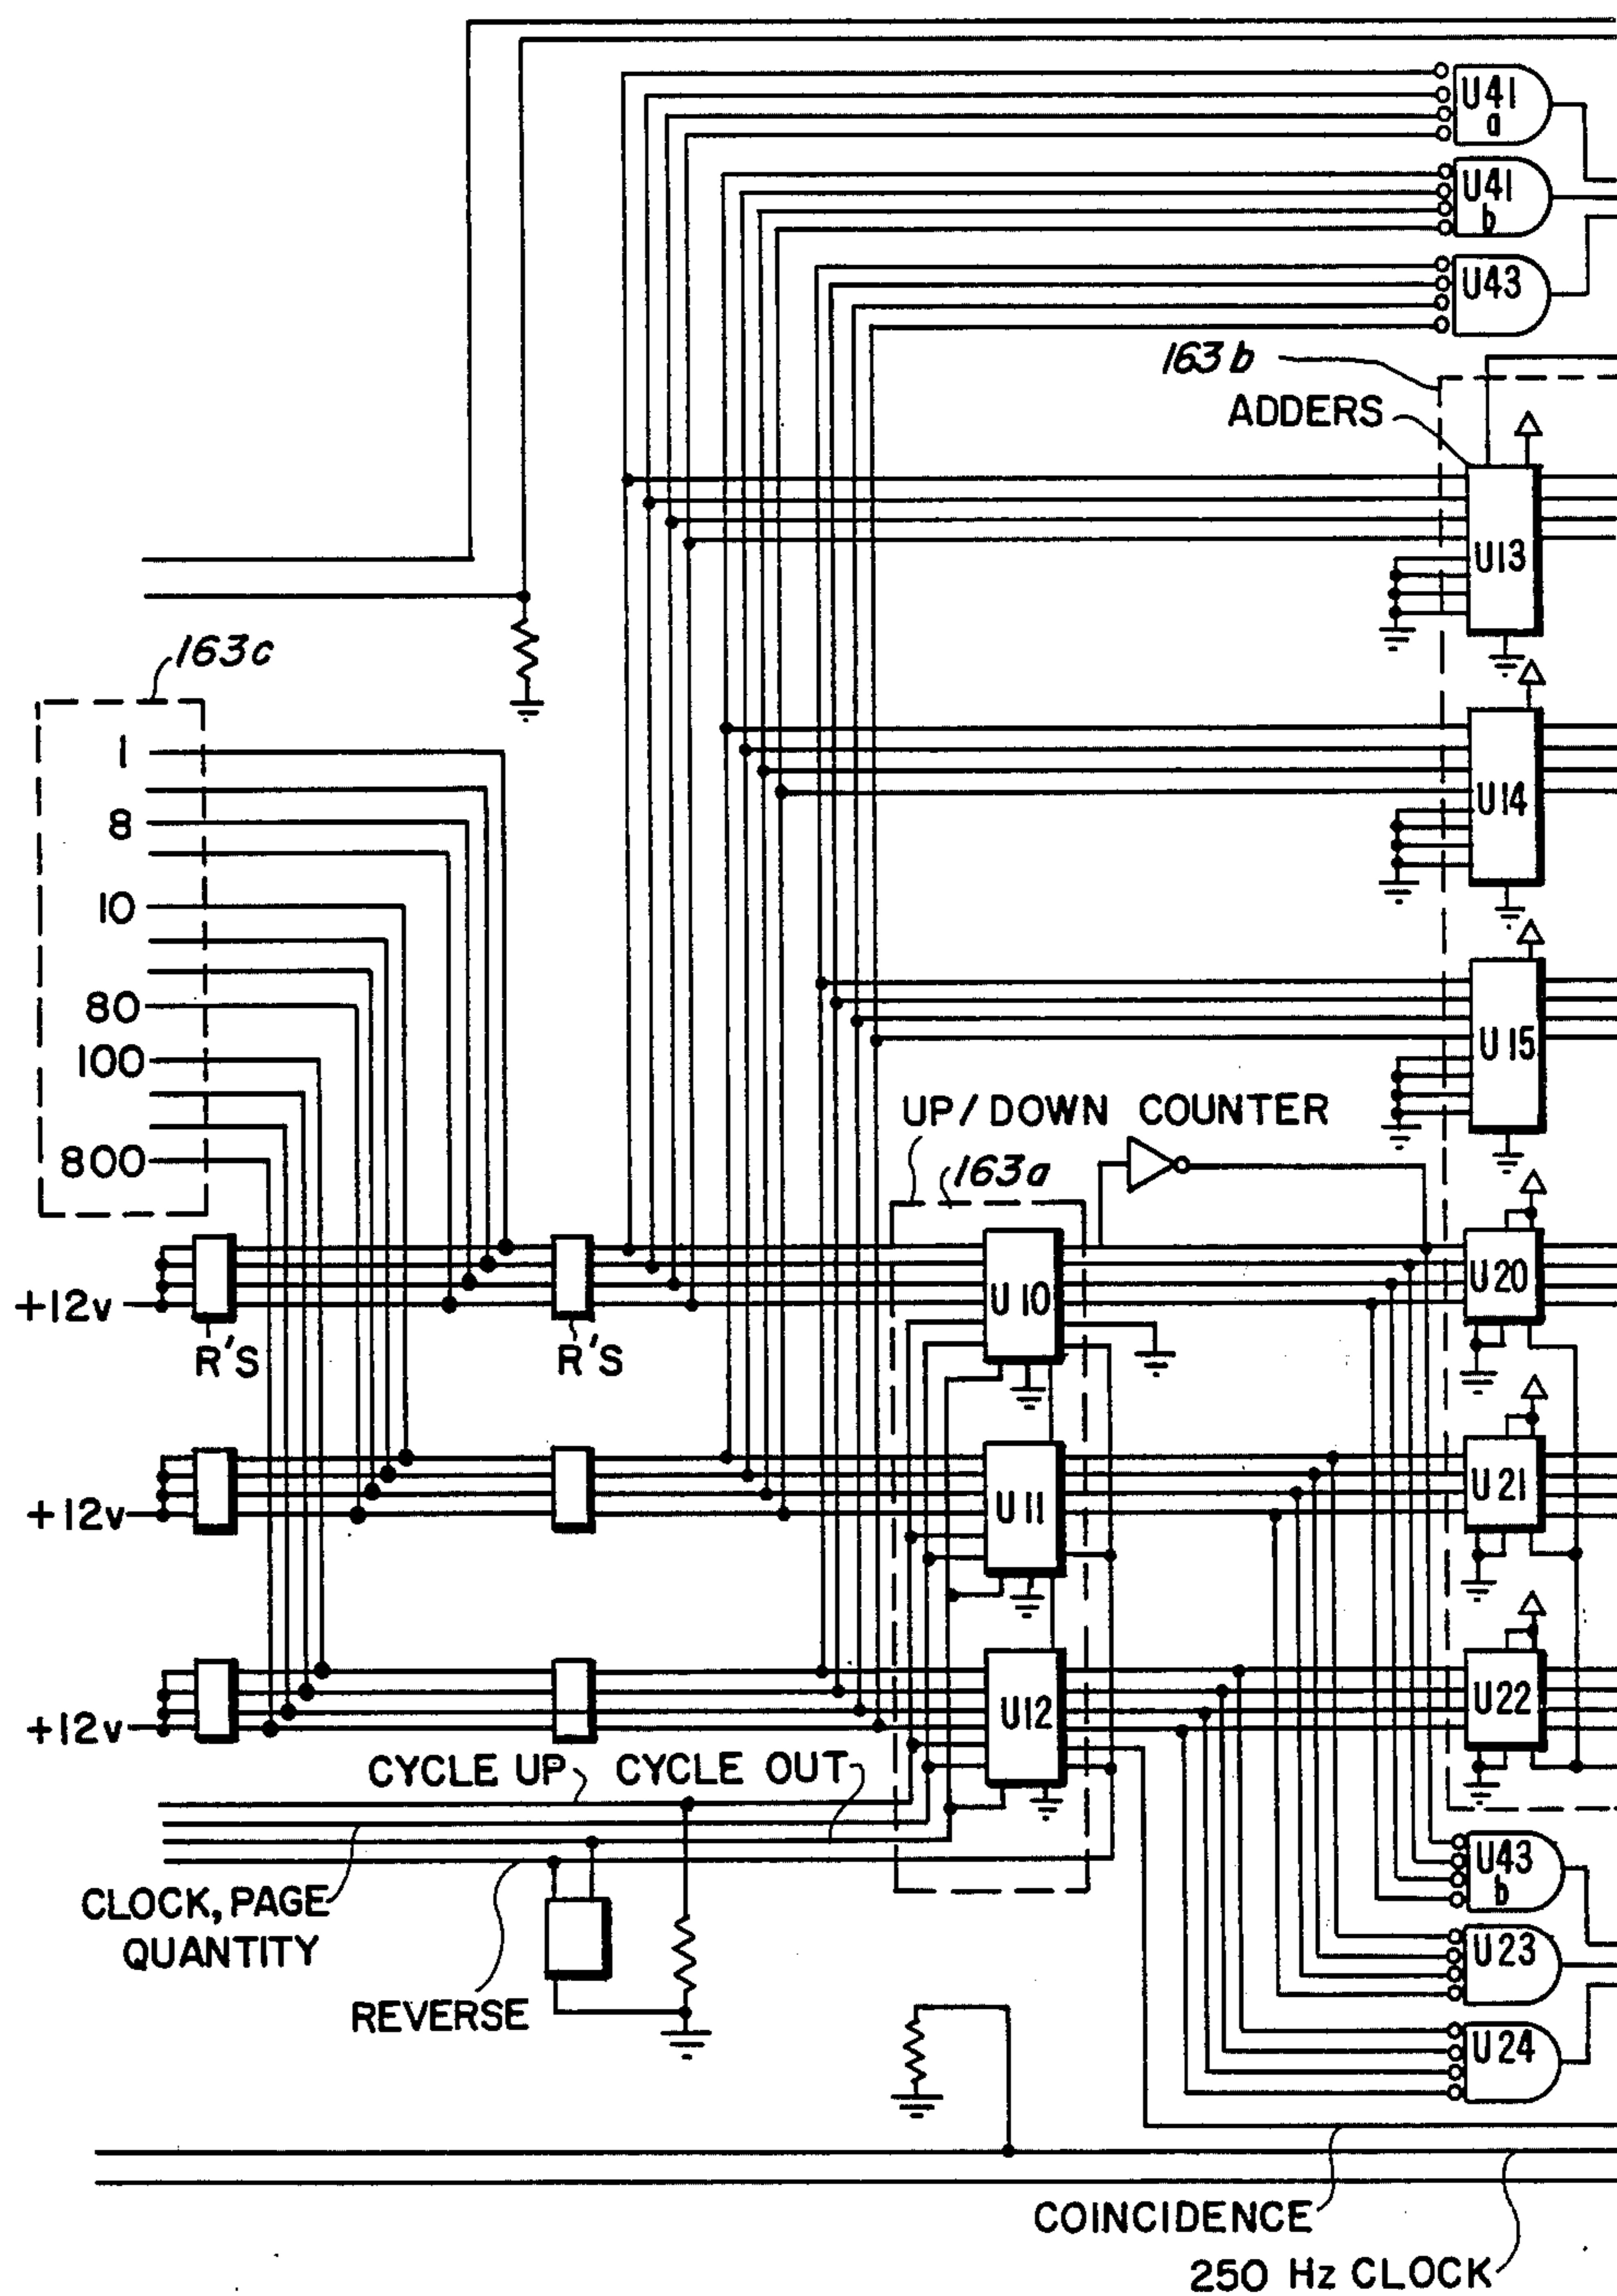 U41
a
U41
b
U43
163b
ADDERS
U13
163c
1
8
U14
10
80
U15
100
UP/DOWN COUNTER
800
163a
U20
U10
+12v
R'S
R'S
U21
U11
+12v
U22
U12
+12v
CYCLE UP
CYCLE OUT
U43
b
CLOCK, PAGE
QUANTITY
U23
REVERSE
U24
COINCIDENCE
250 Hz CLOCK